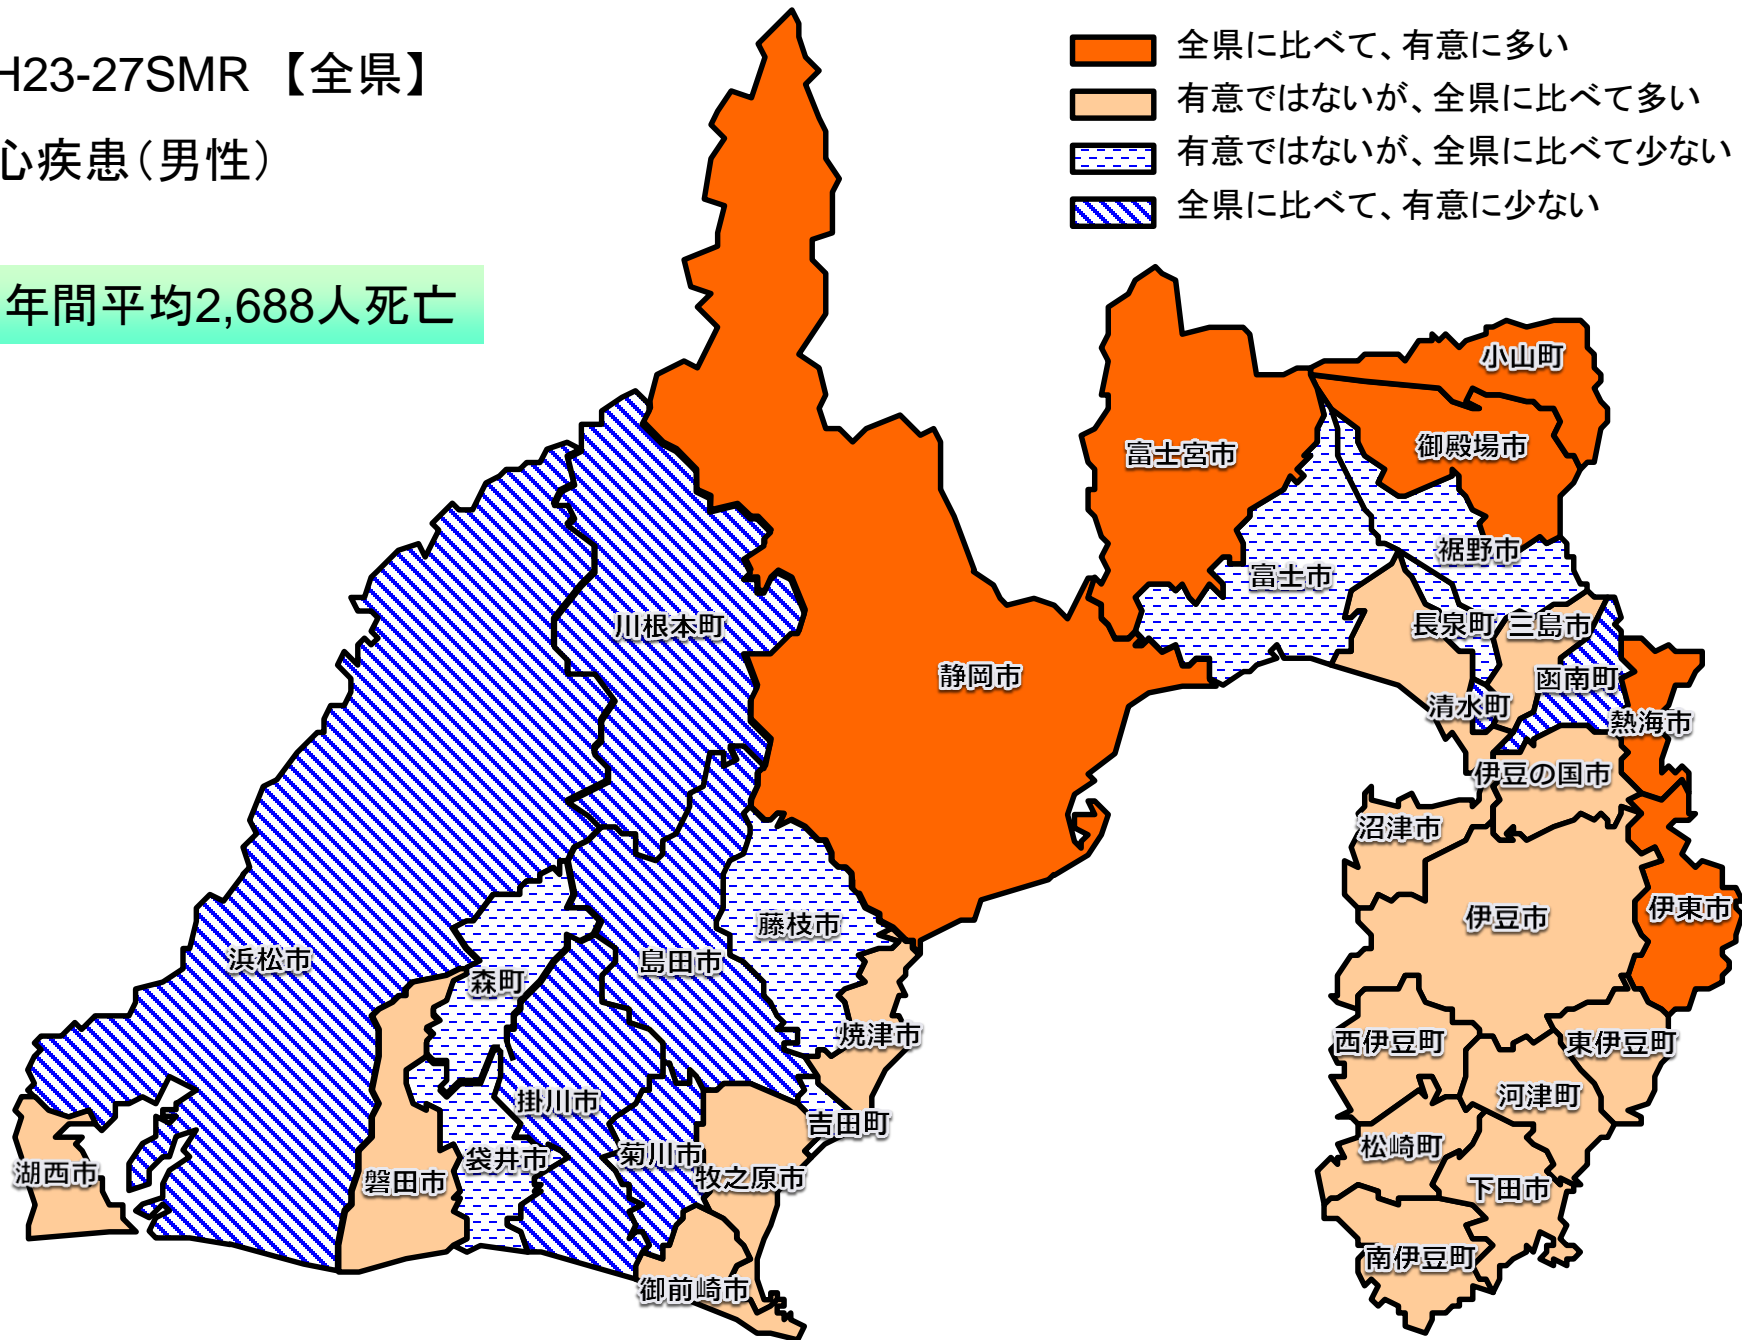 H23-27SMR 【全県】
心疾患（男性）
年間平均2,688人死亡
全県に比べて、有意に多い
有意ではないが、全県に比べて多い
有意ではないが、全県に比べて少ない
全県に比べて、有意に少ない
小山町
御殿場市
富士宮市
裾野市
富士市
長泉町
三島市
川根本町
静岡市
函南町
清水町
熱海市
伊豆の国市
沼津市
伊東市
伊豆市
藤枝市
浜松市
島田市
森町
焼津市
西伊豆町
東伊豆町
河津町
掛川市
吉田町
松崎町
菊川市
袋井市
湖西市
磐田市
牧之原市
下田市
南伊豆町
御前崎市